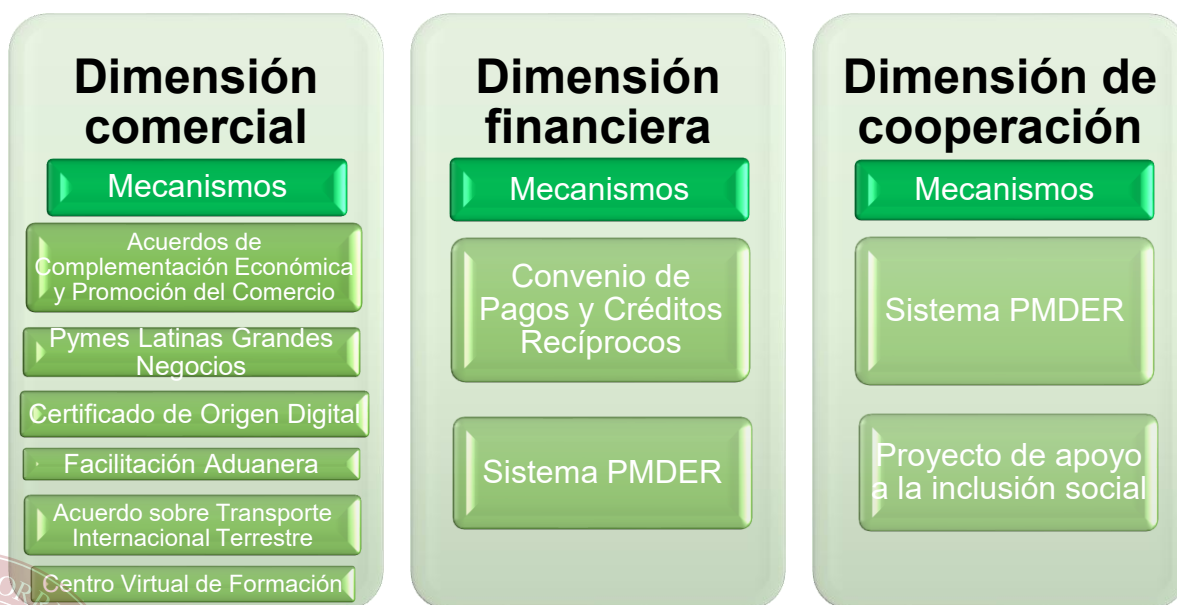 Dimensión
comercial
Mecanismos
Acuerdos de
Complementación Económica
y Promoción del Comercio
Pymes Latinas Grandes
Negocios
Certificado de Origen Digital
Facilitación Aduanera
Acuerdo sobre Transporte
Internacional Terrestre
Centro Virtual de Formación
Dimensión
financiera
Mecanismos
Convenio de
Pagos y Créditos
Recíprocos
Sistema PMDER
Dimensión de
cooperación
Mecanismos
Sistema PMDER
Proyecto de apoyo
a la inclusión social